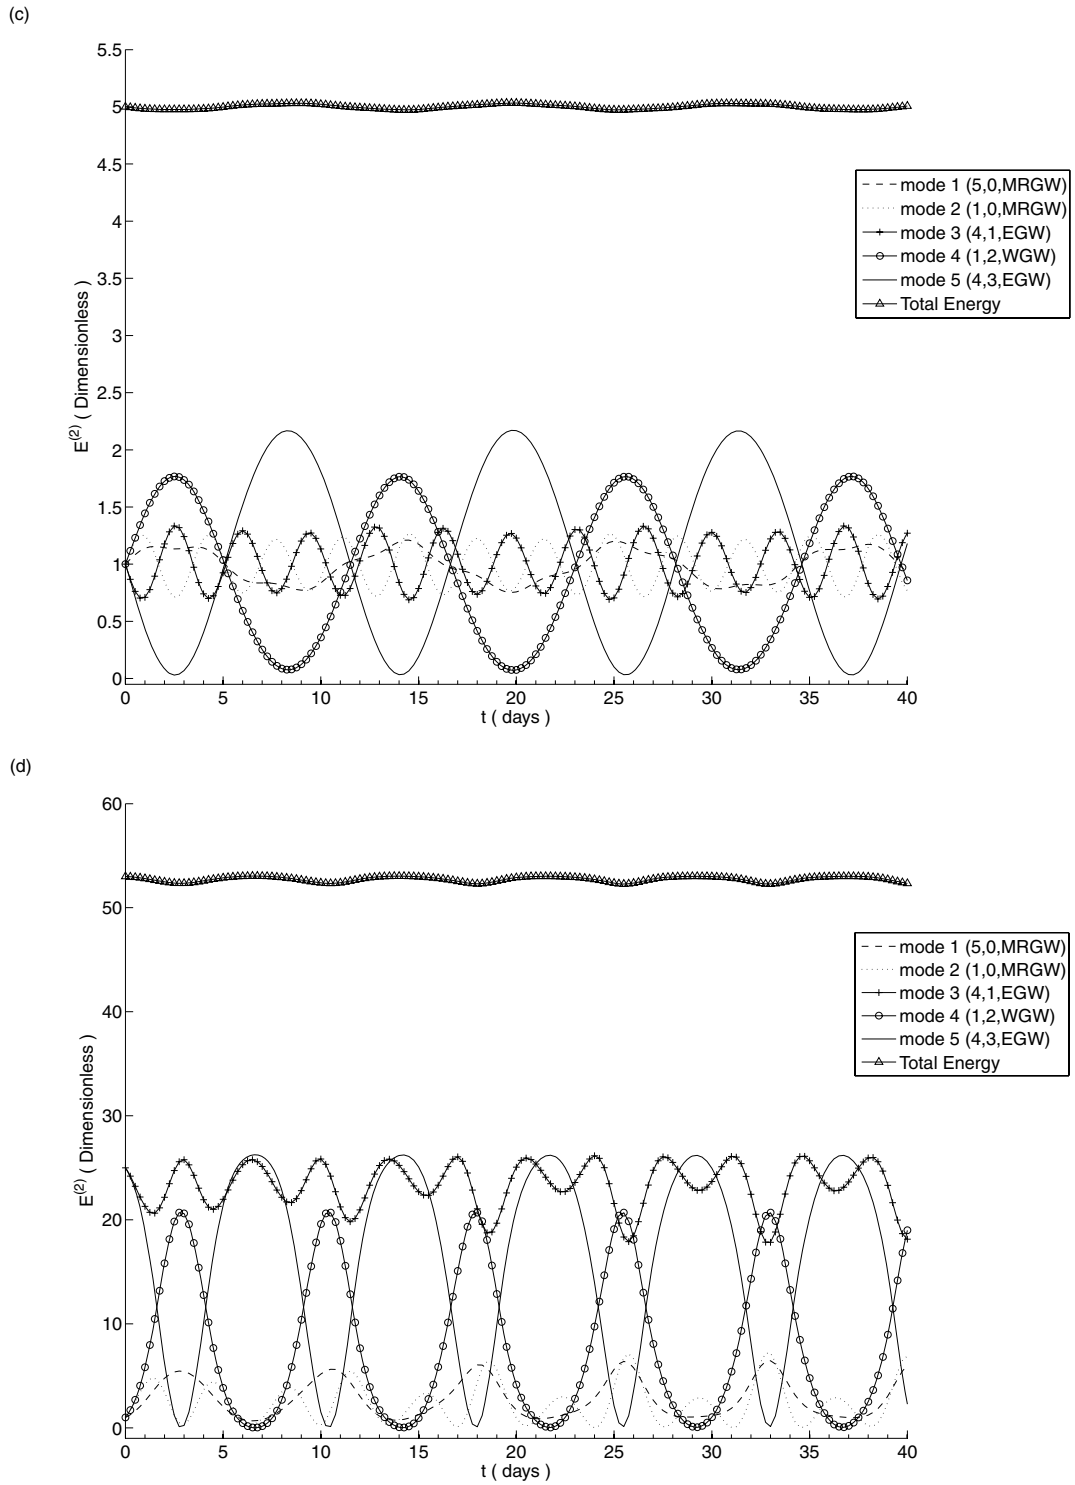 (c)
5.5
5
4.5
4
3.5
3
2.5
2
1.5
1
0.5
0
E(2) ( Dimensionless )
0 5 10 15 20 25 30 35 40
t ( days )
mode 1 (5,0,MRGW)
mode 2 (1,0,MRGW)
mode 3 (4,1,EGW)
mode 4 (1,2,WGW)
mode 5 (4,3,EGW)
Total Energy
(d)
60
50
40
30
20
10
0
E(2) ( Dimensionless )
0 5 10 15 20 25 30 35 40
t ( days )
mode 1 (5,0,MRGW)
mode 2 (1,0,MRGW)
mode 3 (4,1,EGW)
mode 4 (1,2,WGW)
mode 5 (4,3,EGW)
Total Energy